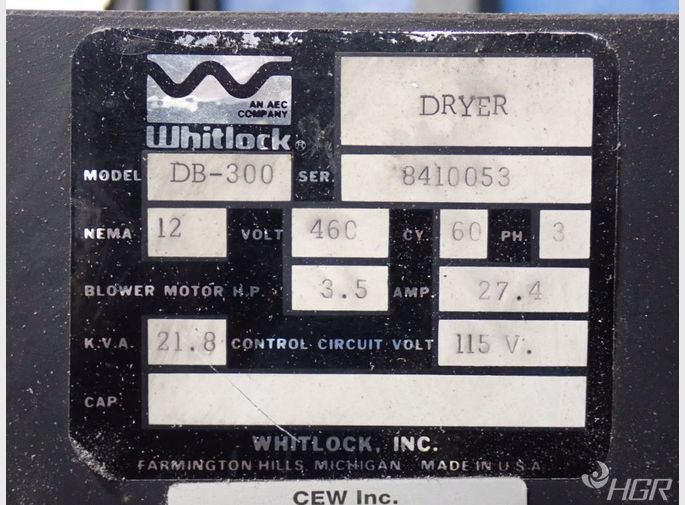 AN AEC
COMPANY
Whitlock®
DRYER
MODEL DB-300 SER. 8410053
NEMA 12 VOLT 460 CY 60 PH. 3
BLOWER MOTOR H.P. 3.5 AMP. 27.4
K.V.A. 21.8 CONTROL CIRCUIT VOLT 115 V.
CAP.
WHITLOCK, INC.
FARMINGTON HILLS, MICHIGAN MADE IN U.S.A.
CEW Inc.
HGR